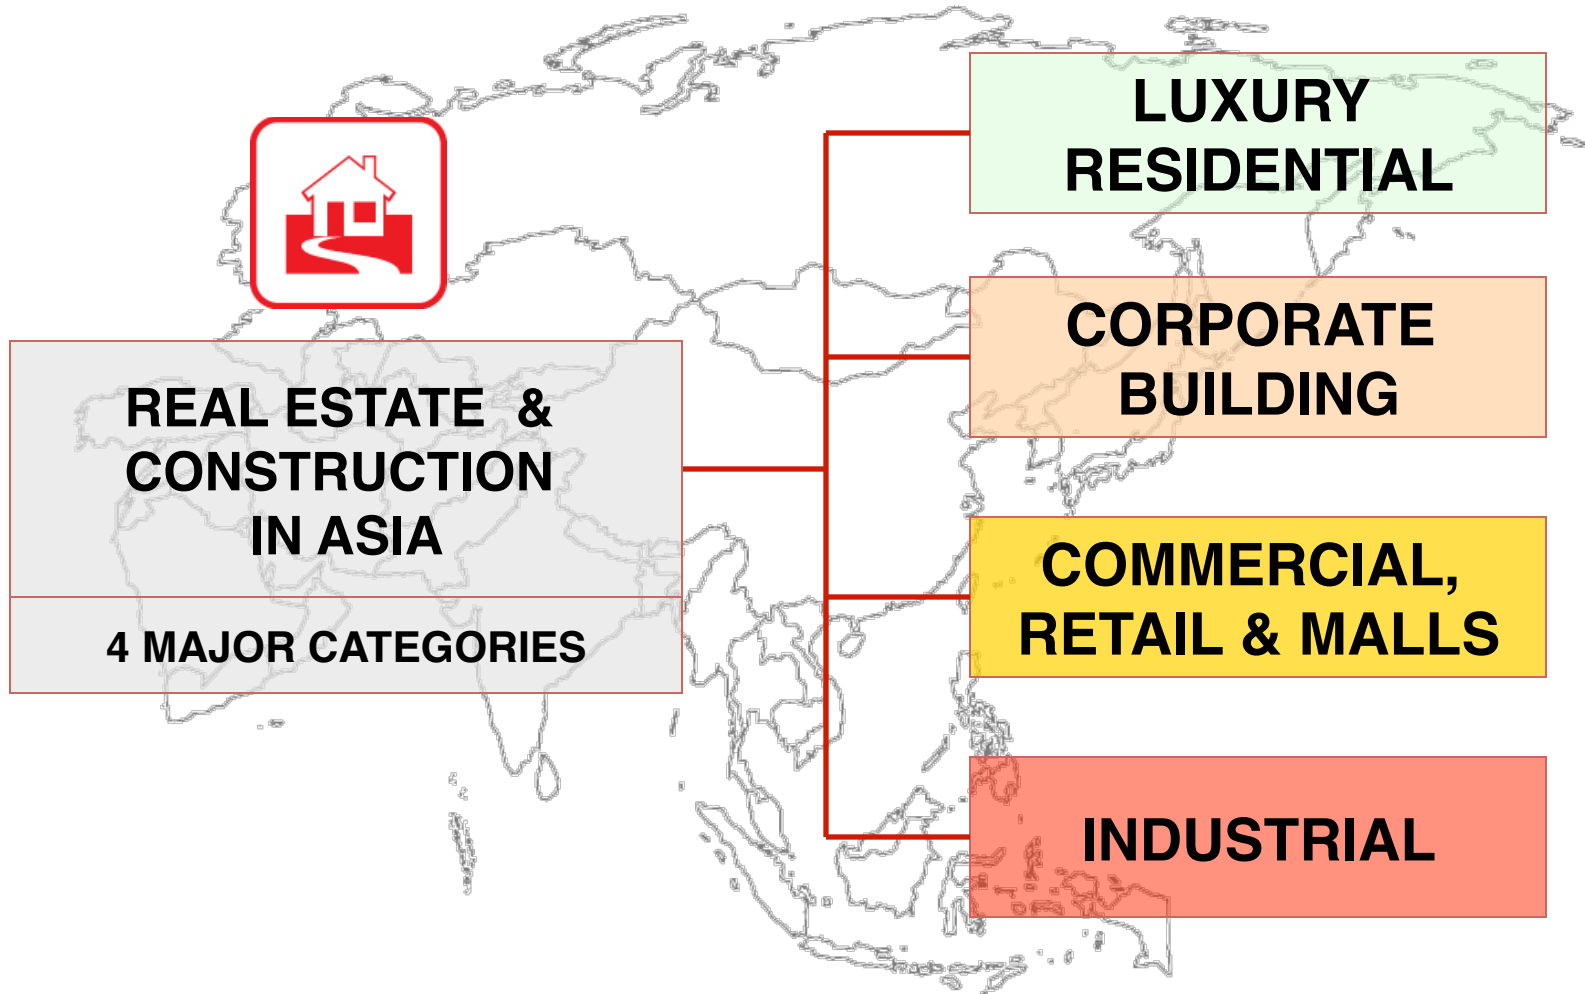 REAL ESTATE &
CONSTRUCTION
IN ASIA
4 MAJOR CATEGORIES
LUXURY
RESIDENTIAL
CORPORATE
BUILDING
COMMERCIAL,
RETAIL & MALLS
INDUSTRIAL